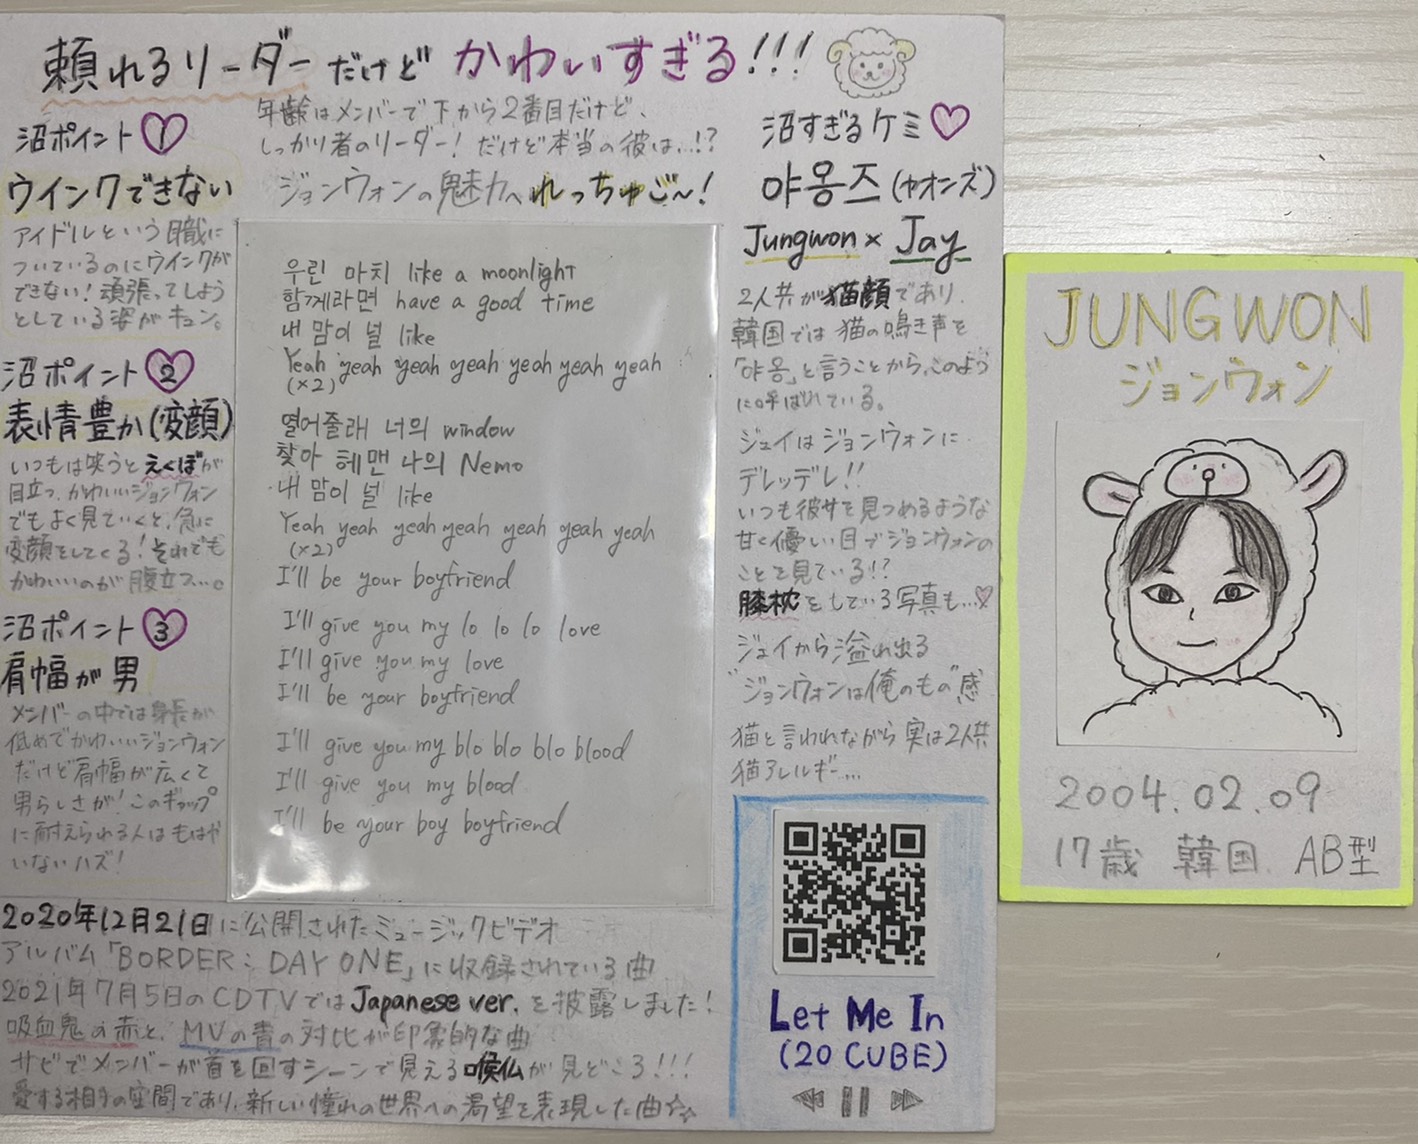 頼れるリーダーだけど かわいすぎる!!!
年齢はメンバーで下から2番目だけど、
しっかり者のリーダー! だけど本当の彼は…!?
ジョンウォンの魅力へれっちゅご〜!
沼ポイント♡1
ウインクできない
アイドルという職に
ついているのにウインクが
できない! 頑張ってしよう
としている姿がキュン。
沼ポイント♡2
表情豊か(変顔)
いつもは笑うとえくぼが
目立つ、かわいいジョンウォン
でもよく見ていくと、急に
変顔をしてくる! それでも
かわいいのが腹立つ…。
沼ポイント♡3
肩幅が男
メンバーの中では身長が
低めでかわいいジョンウォン
だけど肩幅が広くて
男らしさが! このギャップ
に耐えられる人はもはや
いないハズ!
우린 마치 like a moonlight
함께라면 have a good time
내 맘이 널 like
Yeah yeah yeah yeah yeah yeah yeah
(×2)
열어줄래 너의 window
찾아 헤맨 나의 Nemo
내 맘이 널 like
Yeah yeah yeah yeah yeah yeah yeah
(×2)
I'll be your boyfriend
I'll give you my lo lo lo love
I'll give you my love
I'll be your boyfriend
I'll give you my blo blo blo blood
I'll give you my blood
I'll be your boy boyfriend
沼すぎるケミ♡
야옹즈(ヤオンズ)
Jungwon × Jay
2人共が猫顔であり、
韓国では猫の鳴き声を
「야옹」と言うことから、このよう
に呼ばれている。
ジェイはジョンウォンに
デレッデレ!!
いつも彼女を見つめるような
甘く優しい目でジョンウォンの
ことを見ている!?
膝枕をしている写真も…♡
ジェイから溢れ出る
"ジョンウォンは俺のもの"感
猫と言われながら実は2人共
猫アレルギー…
2020年12月21日に公開されたミュージックビデオ
アルバム「BORDER: DAY ONE」に収録されている曲
2021年7月5日のCDTVではJapanese ver.を披露しました!
吸血鬼の赤と、MVの青の対比が印象的な曲
サビでメンバーが首を回すシーンで見える喉仏が見どころ!!!
愛する相手の空間であり、新しい憧れの世界への渇望を表現した曲☆
Let Me In
(20 CUBE)
JUNGWON
ジョンウォン
2004.02.09
17歳 韓国 AB型